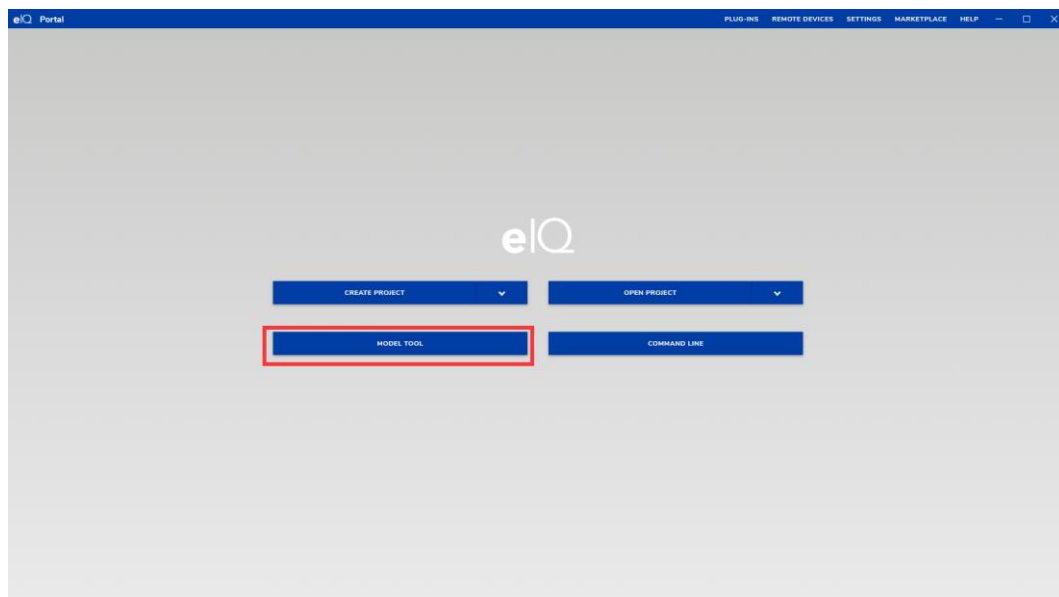 eIQ Portal
PLUG-INS REMOTE DEVICES SETTINGS MARKETPLACE HELP
eIQ
CREATE PROJECT OPEN PROJECT
MODEL TOOL COMMAND LINE